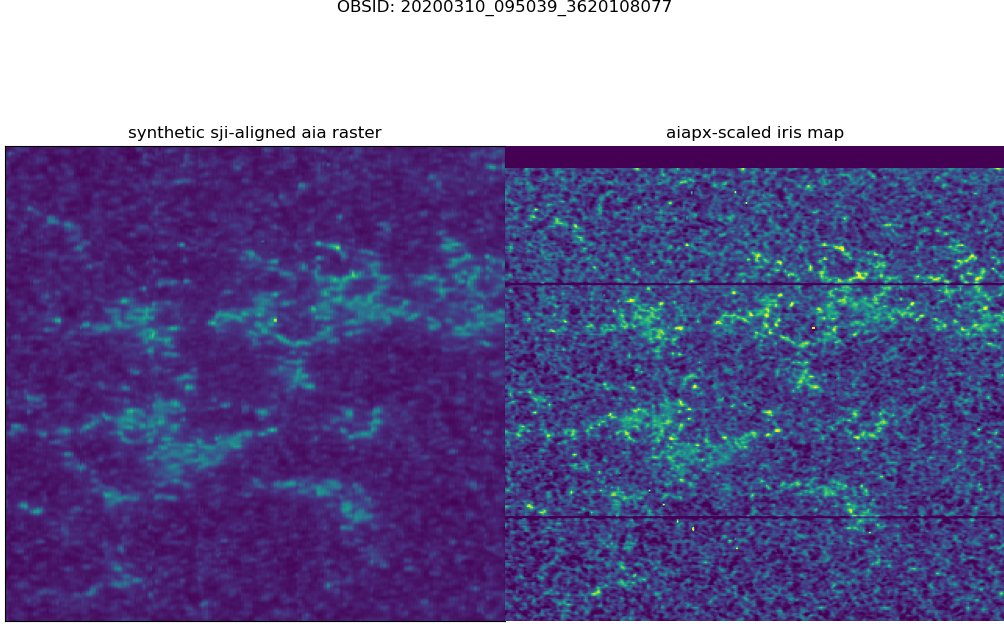 OBSID: 20200310_095039_3620108077
synthetic sji-aligned aia raster
aiapx-scaled iris map